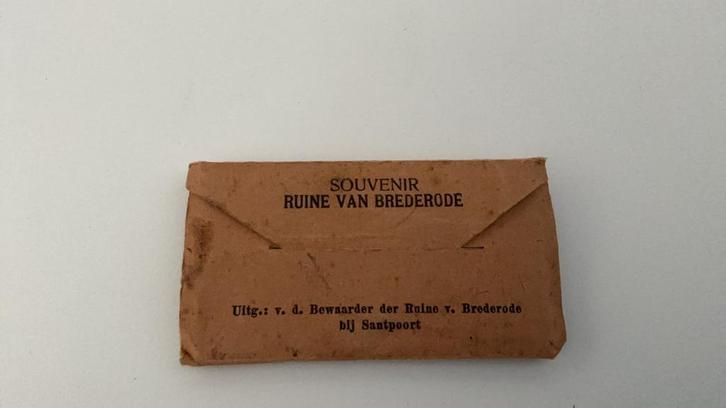 SOUVENIR
RUINE VAN BREDERODE
Uitg.: v. d. Bewaarder der Ruine v. Brederode
bij Santpoort